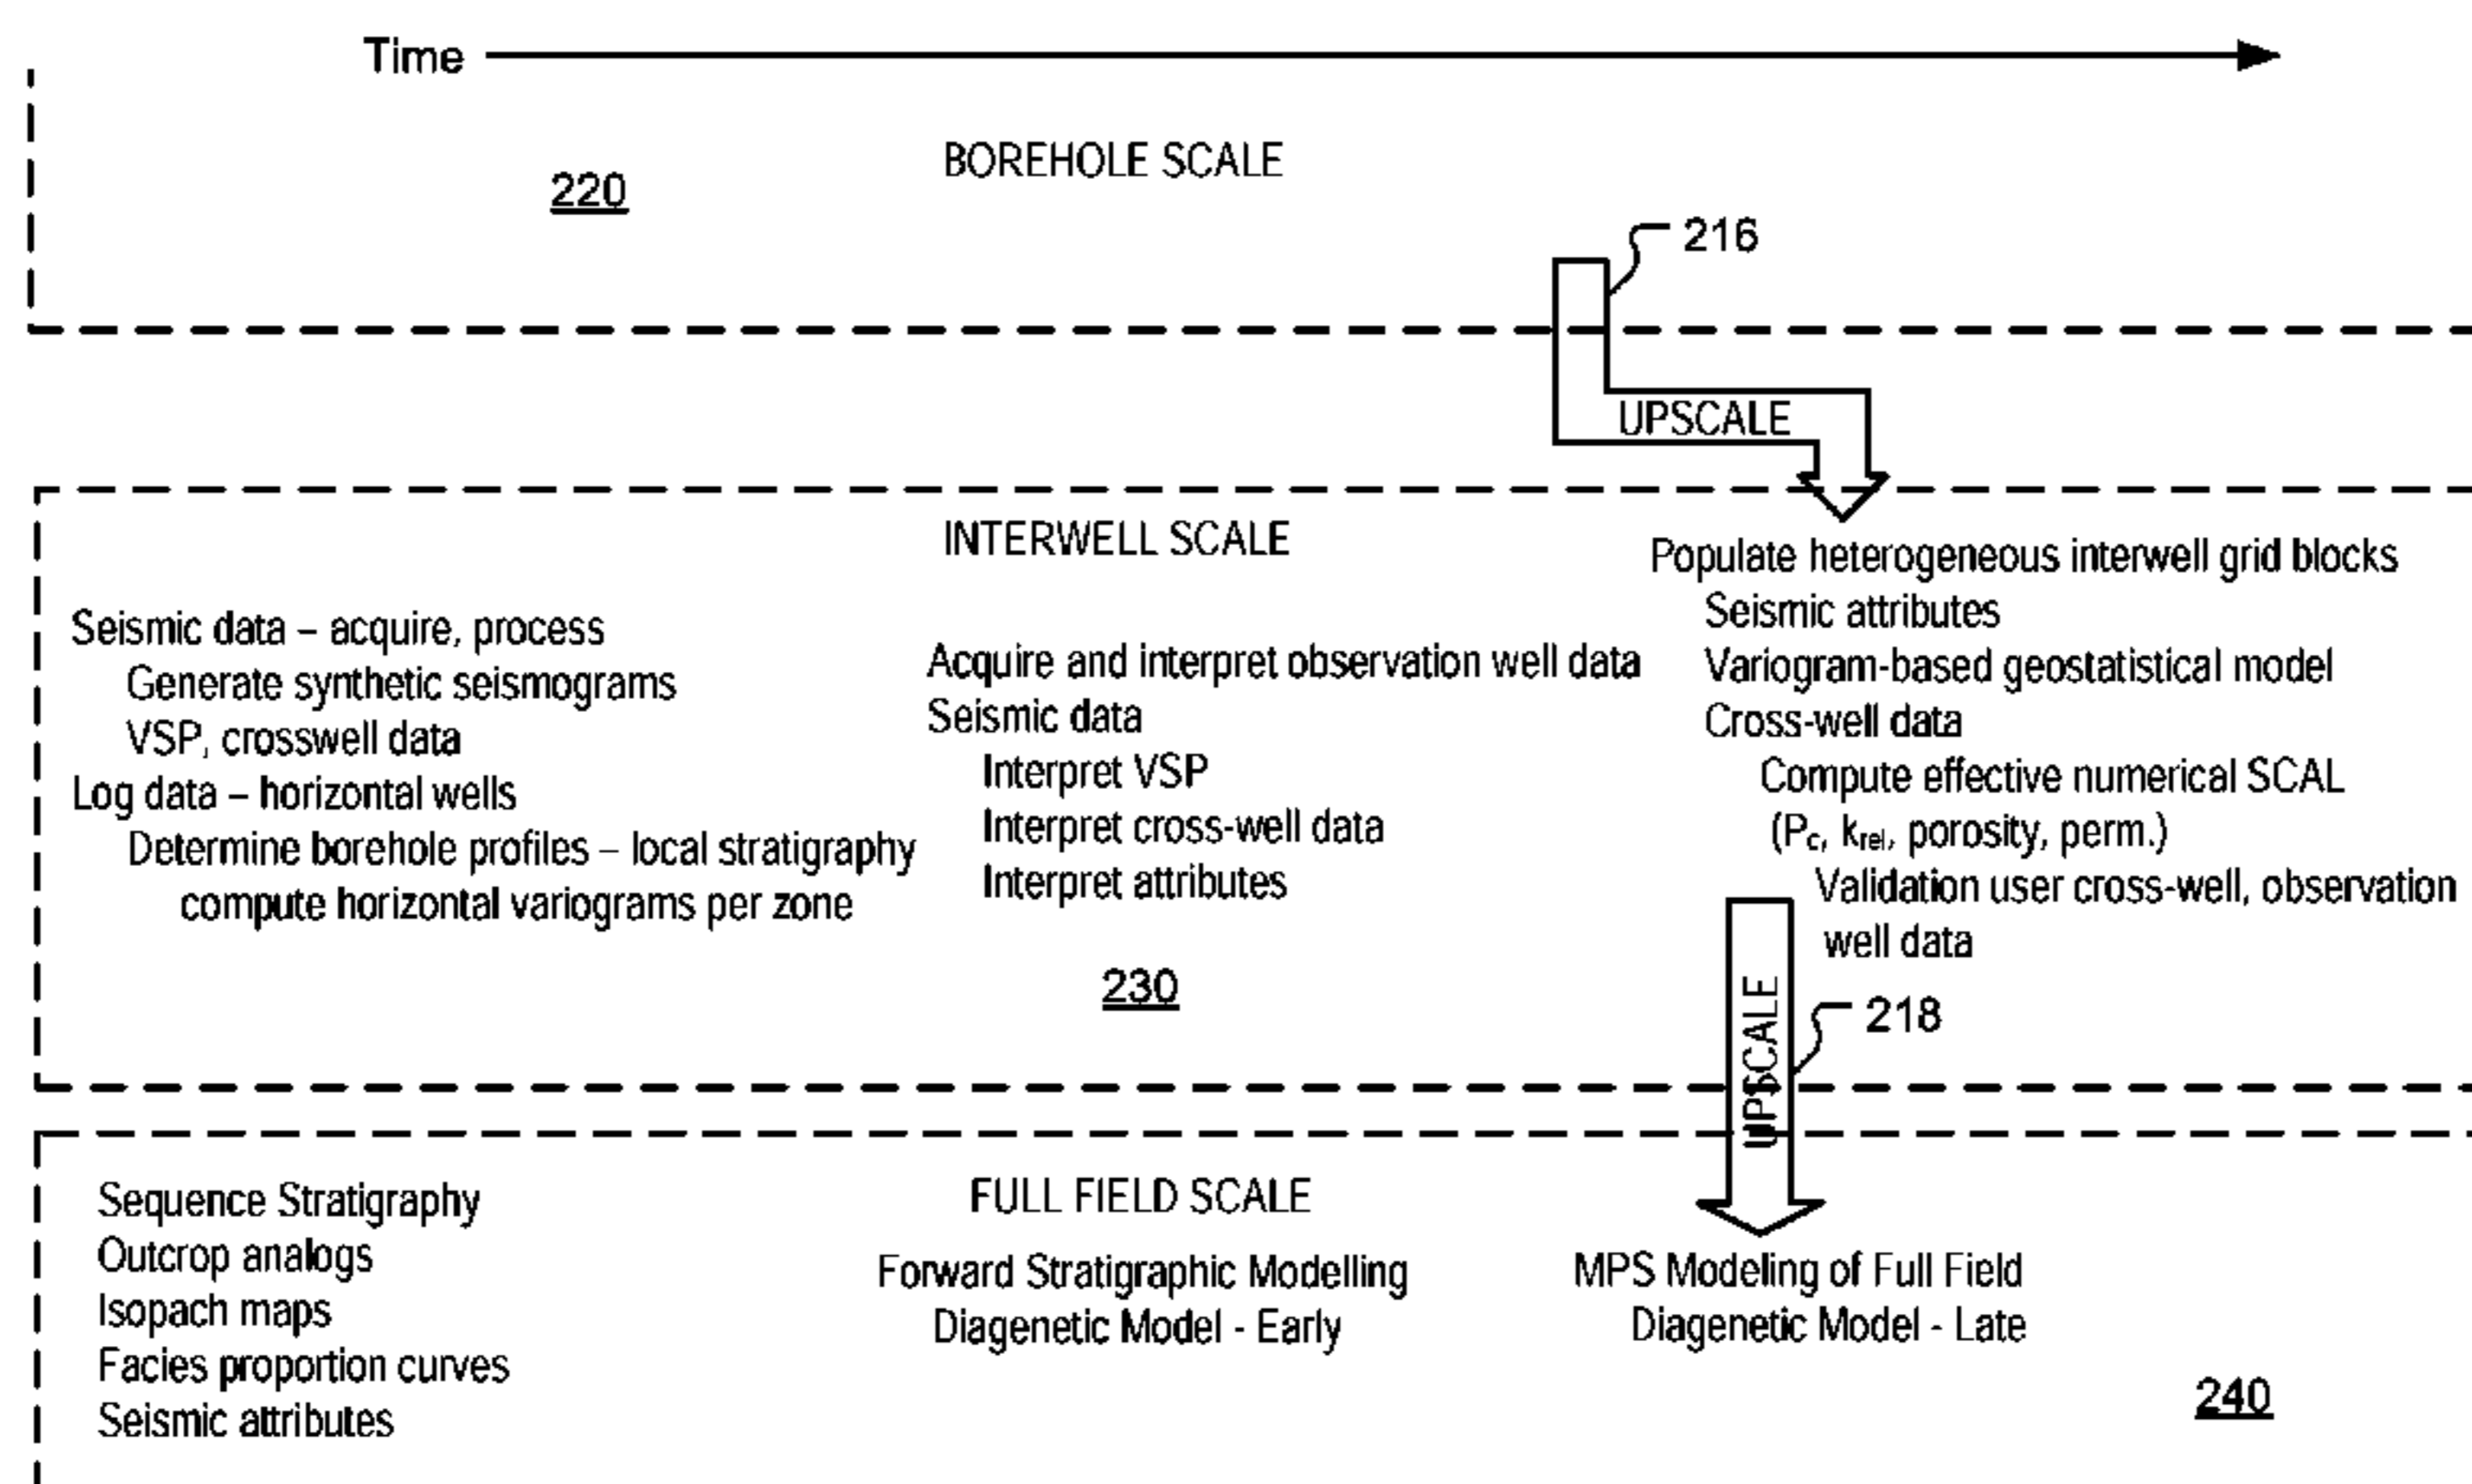 Time
BOREHOLE SCALE
220
216
UPSCALE
INTERWELL SCALE
Seismic data – acquire, process
Generate synthetic seismograms
VSP, crosswell data
Log data – horizontal wells
Determine borehole profiles – local stratigraphy
compute horizontal variograms per zone
Acquire and interpret observation well data
Seismic data
Interpret VSP
Interpret cross-well data
Interpret attributes
230
Populate heterogeneous interwell grid blocks
Seismic attributes
Variogram-based geostatistical model
Cross-well data
Compute effective numerical SCAL
(Pc, krel, porosity, perm.)
Validation user cross-well, observation
well data
UPSCALE
218
FULL FIELD SCALE
Sequence Stratigraphy
Outcrop analogs
Isopach maps
Facies proportion curves
Seismic attributes
Forward Stratigraphic Modelling
Diagenetic Model - Early
MPS Modeling of Full Field
Diagenetic Model - Late
240